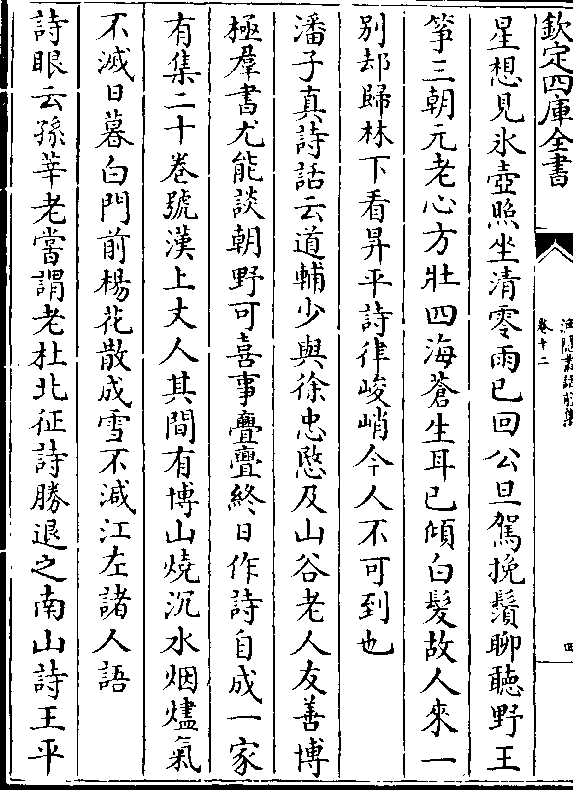 欽定四庫全書
漁隱叢話前集
卷十二
四
星想見氷壺照坐清零雨已回公旦駕挽鬚聊聽野王
筝三朝元老心方壯四海蒼生耳已傾白髮故人來一
别却歸林下看昇平詩律峻峭今人不可到也
潘子真詩話云道輔少與徐忠愍及山谷老人友善博
極羣書尤能談朝野可喜事亹亹終日作詩自成一家
有集二十卷號漢上丈人其間有博山燒沉水烟燼氣
不滅日暮白門前楊花散成雪不減江左諸人語
詩眼云孫莘老嘗謂老杜北征詩勝退之南山詩王平